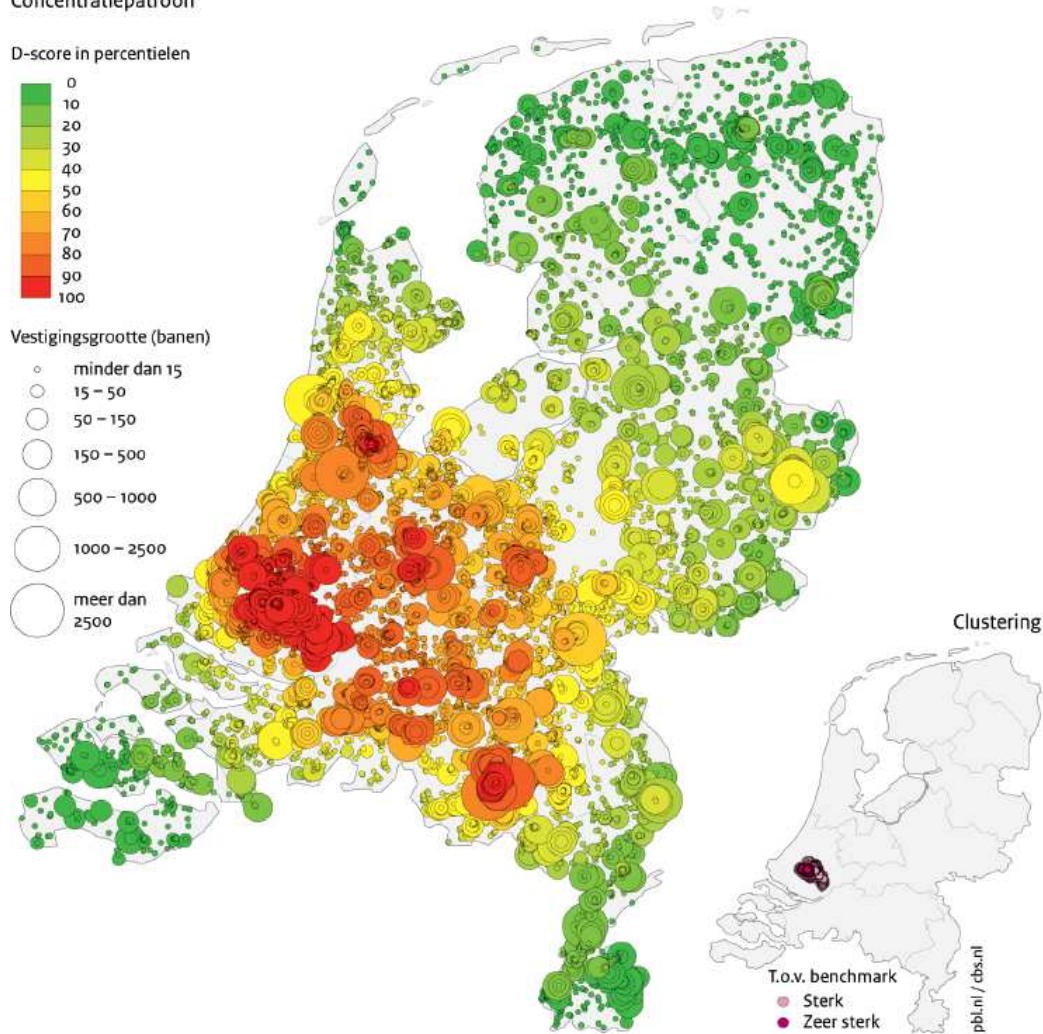 Concentratiepatroon
D-score in percentielen
0
10
20
30
40
50
60
70
80
90
100
Vestigingsgrootte (banen)
minder dan 15
15 – 50
50 – 150
150 – 500
500 – 1000
1000 – 2500
meer dan
2500
Clustering
T.o.v. benchmark
Sterk
Zeer sterk
pbl.nl / cbs.nl